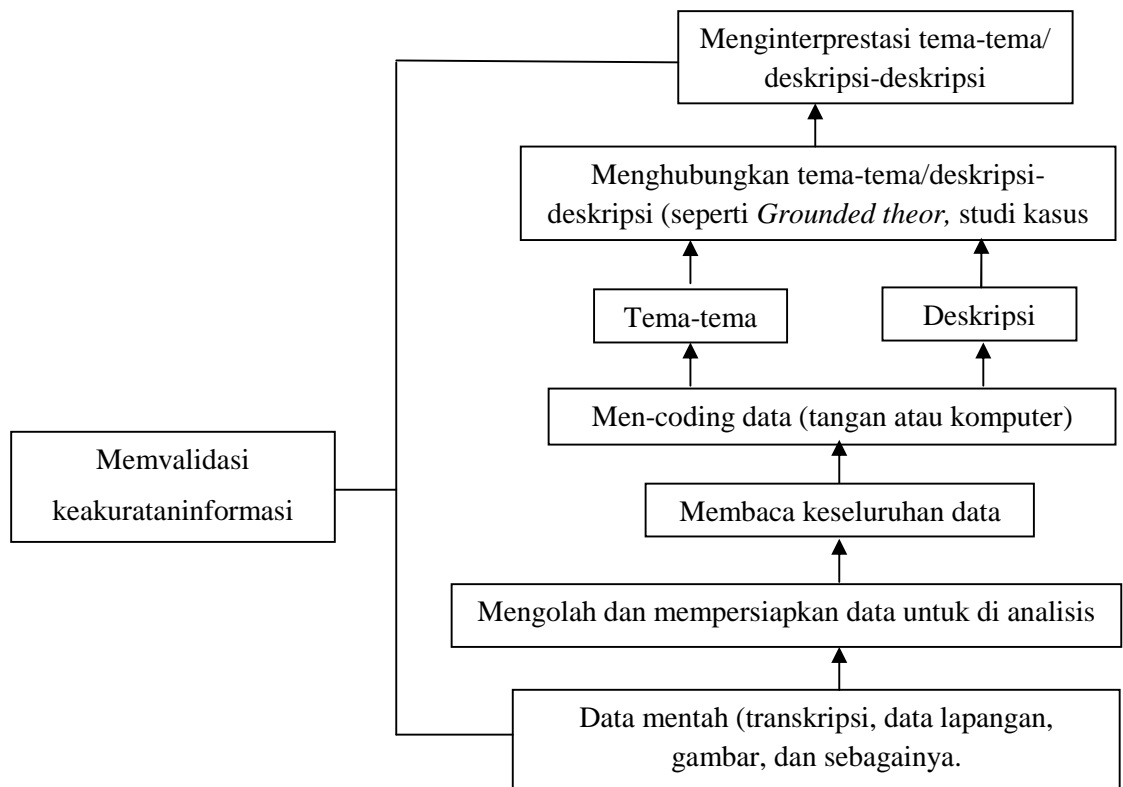 Menginterprestasi tema-tema/
deskripsi-deskripsi
Menghubungkan tema-tema/deskripsi-
deskripsi (seperti Grounded theor, studi kasus
Tema-tema
Deskripsi
Men-coding data (tangan atau komputer)
Memvalidasi
keakurataninformasi
Membaca keseluruhan data
Mengolah dan mempersiapkan data untuk di analisis
Data mentah (transkripsi, data lapangan,
gambar, dan sebagainya.